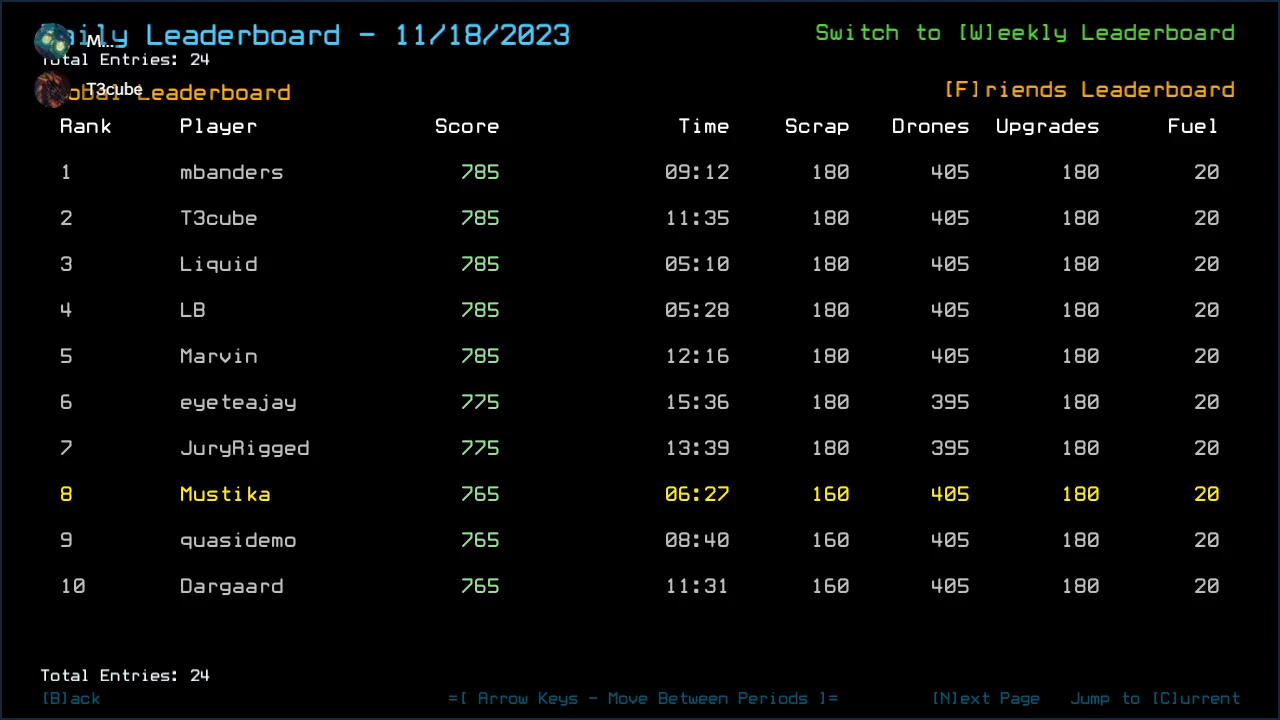 Daily Leaderboard - 11/18/2023
Switch to [W]eekly Leaderboard
M...
Total Entries: 24
T3cube
Global Leaderboard
[F]riends Leaderboard
Rank Player Score Time Scrap Drones Upgrades Fuel
1 mbanders 785 09:12 180 405 180 20
2 T3cube 785 11:35 180 405 180 20
3 Liquid 785 05:10 180 405 180 20
4 LB 785 05:28 180 405 180 20
5 Marvin 785 12:16 180 405 180 20
6 eyeteajay 775 15:36 180 395 180 20
7 JuryRigged 775 13:39 180 395 180 20
8 Mustika 765 06:27 160 405 180 20
9 quasidemo 765 08:40 160 405 180 20
10 Dargaard 765 11:31 160 405 180 20
Total Entries: 24
[B]ack =[ Arrow Keys - Move Between Periods ]= [N]ext Page Jump to [C]urrent